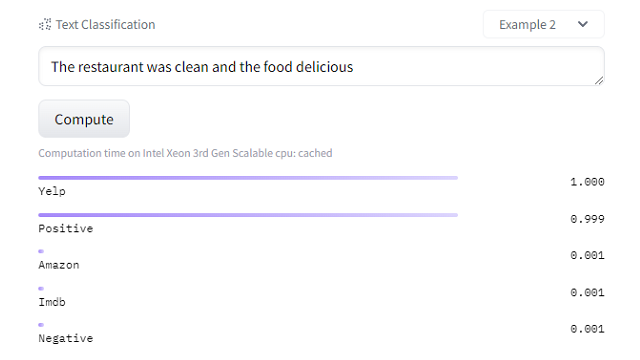 Text Classification
Example 2
The restaurant was clean and the food delicious
Compute
Computation time on Intel Xeon 3rd Gen Scalable cpu: cached
1.000
Yelp
0.999
Positive
0.001
Amazon
0.001
Imdb
0.001
Negative